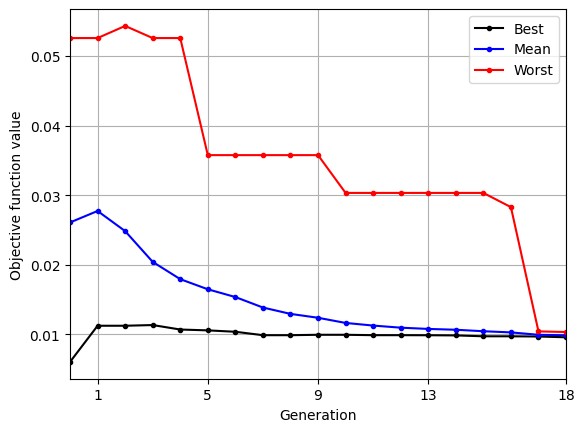 Best
Mean
Worst
0.05
0.04
0.03
0.02
0.01
Objective function value
1 5 9 13 18
Generation